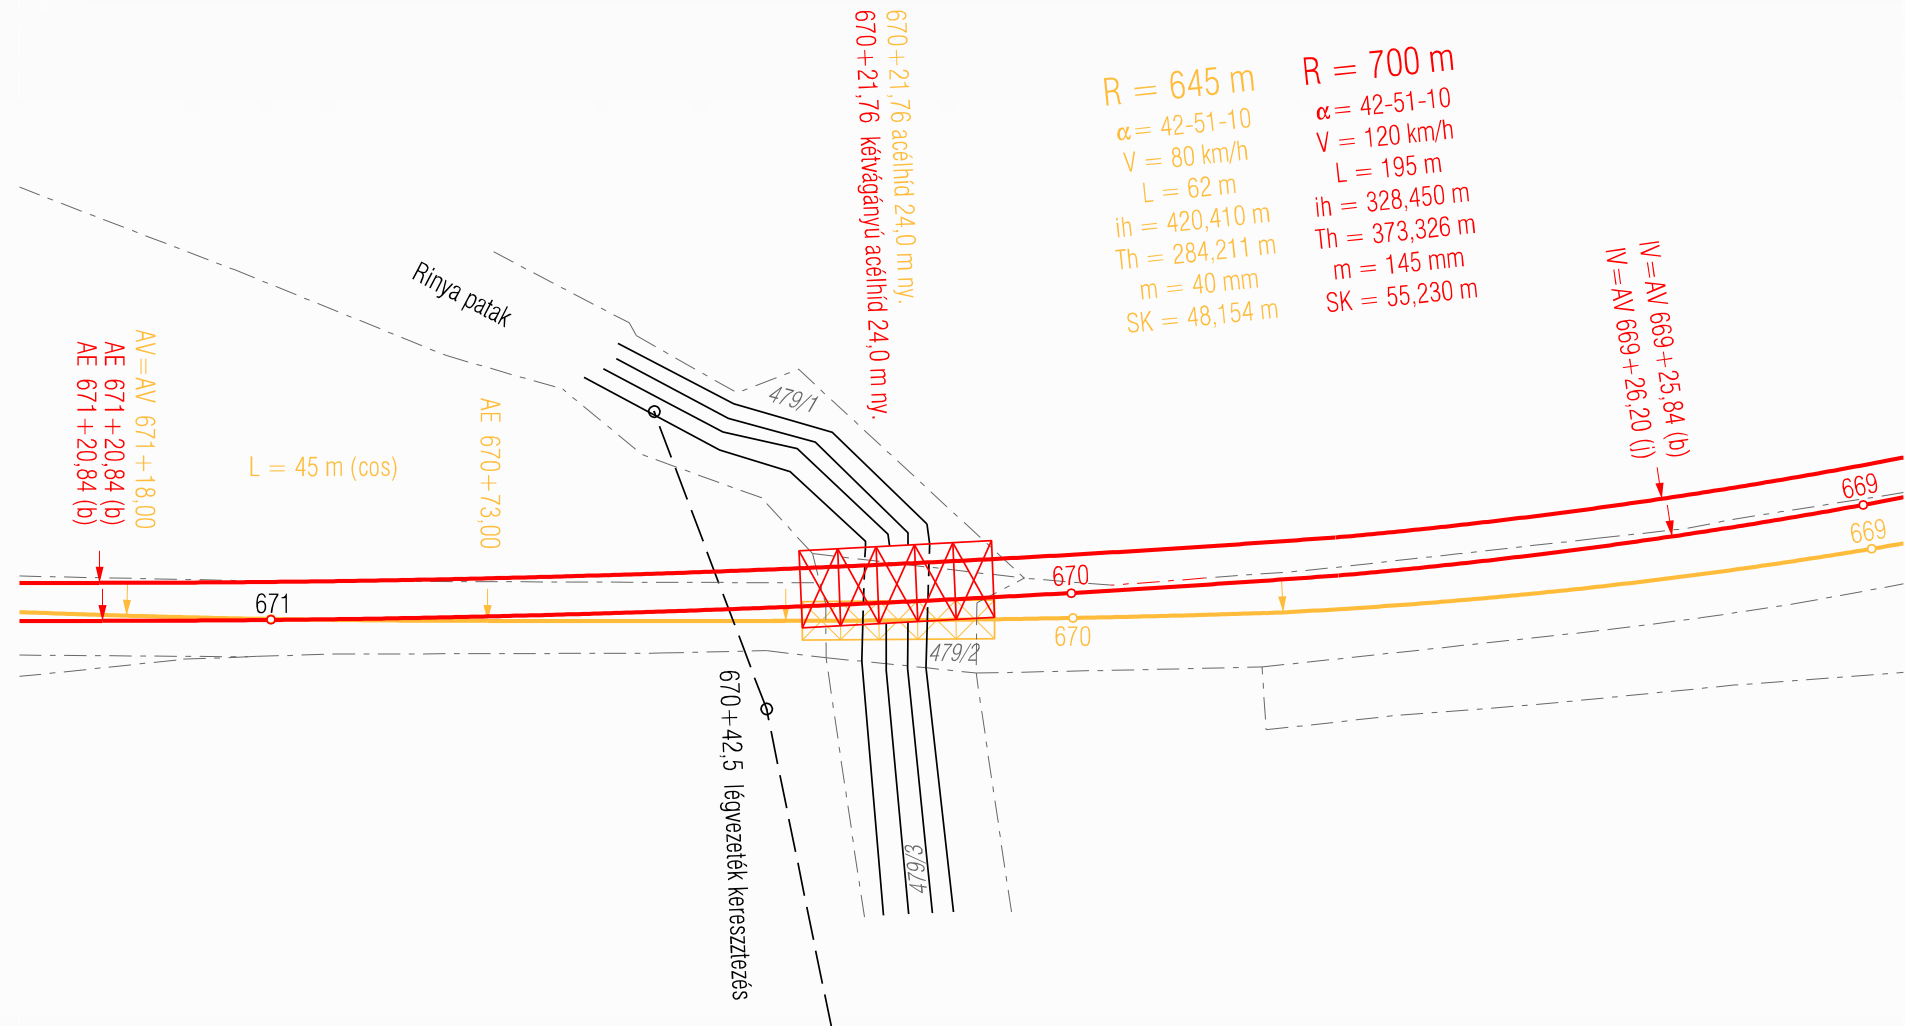 670+21,76 acélhíd 24,0 m ny.
670+21,76 kétvágányú acélhíd 24,0 m ny.
R = 645 m
α = 42-51-10
V = 80 km/h
L = 62 m
ih = 420,410 m
Th = 284,211 m
m = 40 mm
SK = 48,154 m
R = 700 m
α = 42-51-10
V = 120 km/h
L = 195 m
ih = 328,450 m
Th = 373,326 m
m = 145 mm
SK = 55,230 m
IV=AV 669+25,84 (b)
IV=AV 669+26,20 (j)
Rinya patak
AV=AV 671+18,00
AE 671+20,84 (b)
AE 671+20,84 (b)
L = 45 m (cos)
AE 670+73,00
479/1
669
669
670
670
671
479/2
670+42,5 légvezeték keresztezés
479/3